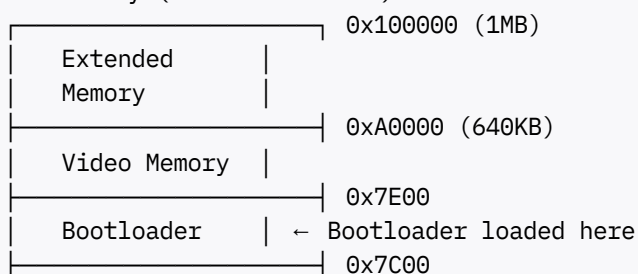 0x100000 (1MB)
Extended
Memory
0xA0000 (640KB)
Video Memory
0x7E00
Bootloader ← Bootloader loaded here
0x7C00